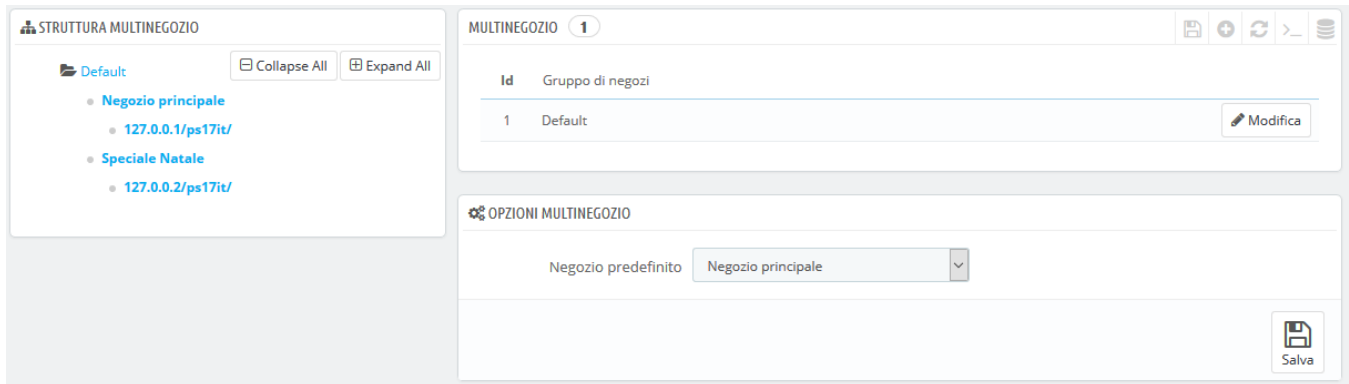 STRUTTURA MULTINEGOZIO
Default
Collapse All
Expand All
Negozio principale
127.0.0.1/ps17it/
Speciale Natale
127.0.0.2/ps17it/
MULTINEGOZIO 1
Id Gruppo di negozi
1 Default
Modifica
OPZIONI MULTINEGOZIO
Negozio predefinito Negozio principale
Salva